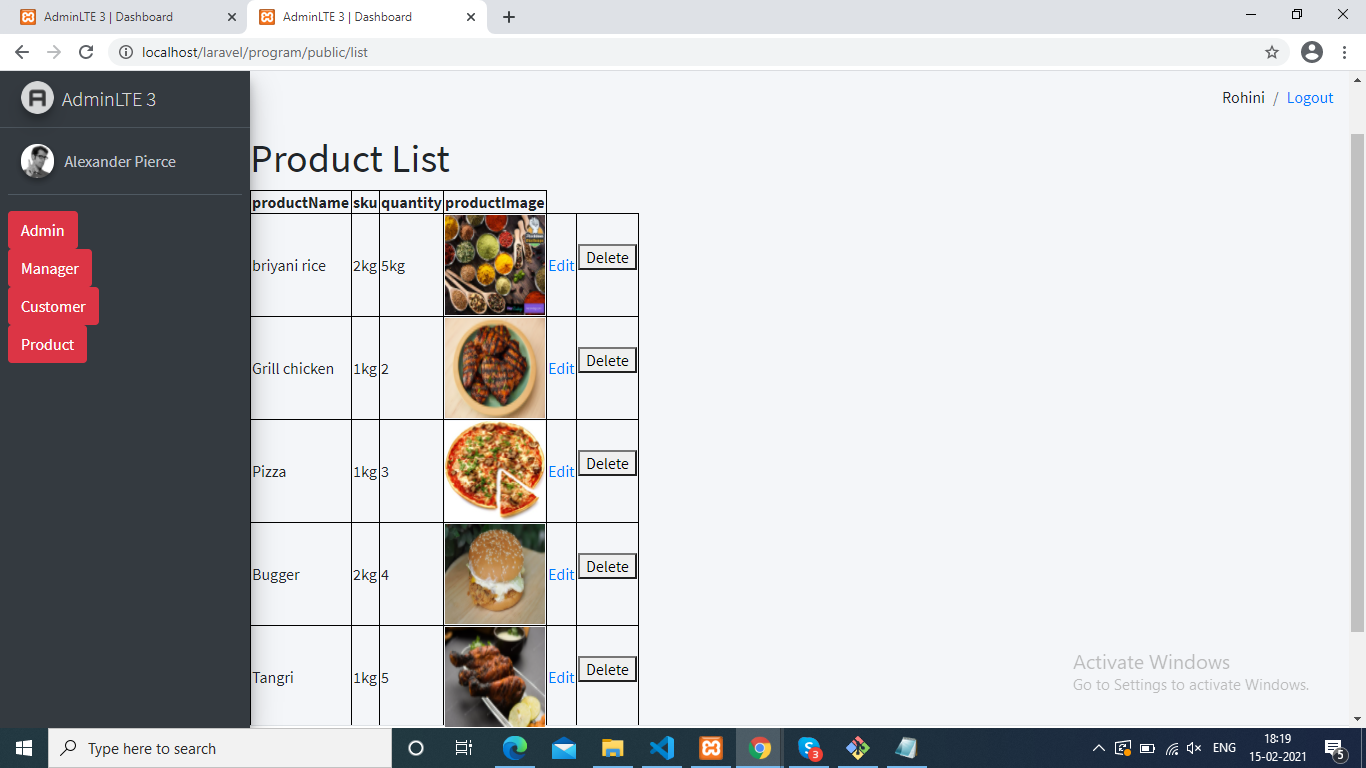 AdminLTE 3 | Dashboard
AdminLTE 3 | Dashboard
localhost/laravel/program/public/list
AdminLTE 3
Rohini / Logout
Alexander Pierce
Admin
Manager
Customer
Product
Product List
productName sku quantity productImage
briyani rice 2kg 5kg Edit Delete
Grill chicken 1kg 2 Edit Delete
Pizza 1kg 3 Edit Delete
Bugger 2kg 4 Edit Delete
Tangri 1kg 5 Edit Delete
Activate Windows
Go to Settings to activate Windows.
Type here to search
3
ENG
18:19
15-02-2021
5